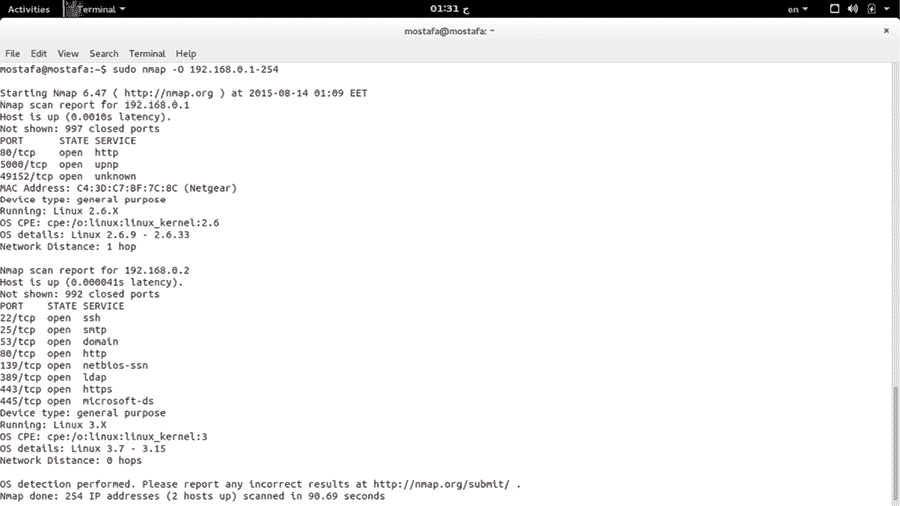 Activities Terminal ح 01:31 en
mostafa@mostafa: ~ ×
File Edit View Search Terminal Help
mostafa@mostafa:~$ sudo nmap -O 192.168.0.1-254
Starting Nmap 6.47 ( http://nmap.org ) at 2015-08-14 01:09 EET
Nmap scan report for 192.168.0.1
Host is up (0.0010s latency).
Not shown: 997 closed ports
PORT STATE SERVICE
80/tcp open http
5000/tcp open upnp
49152/tcp open unknown
MAC Address: C4:3D:C7:BF:7C:8C (Netgear)
Device type: general purpose
Running: Linux 2.6.X
OS CPE: cpe:/o:linux:linux_kernel:2.6
OS details: Linux 2.6.9 - 2.6.33
Network Distance: 1 hop
Nmap scan report for 192.168.0.2
Host is up (0.000041s latency).
Not shown: 992 closed ports
PORT STATE SERVICE
22/tcp open ssh
25/tcp open smtp
53/tcp open domain
80/tcp open http
139/tcp open netbios-ssn
389/tcp open ldap
443/tcp open https
445/tcp open microsoft-ds
Device type: general purpose
Running: Linux 3.X
OS CPE: cpe:/o:linux:linux_kernel:3
OS details: Linux 3.7 - 3.15
Network Distance: 0 hops
OS detection performed. Please report any incorrect results at http://nmap.org/submit/ .
Nmap done: 254 IP addresses (2 hosts up) scanned in 90.69 seconds